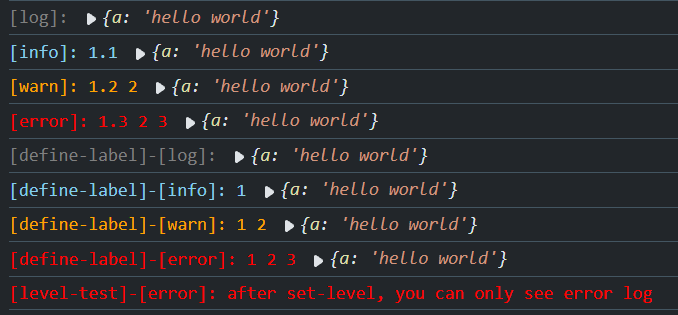 [log]: ▶{a: 'hello world'}
[info]: 1.1 ▶{a: 'hello world'}
[warn]: 1.2 2 ▶{a: 'hello world'}
[error]: 1.3 2 3 ▶{a: 'hello world'}
[define-label]-[log]: ▶{a: 'hello world'}
[define-label]-[info]: 1 ▶{a: 'hello world'}
[define-label]-[warn]: 1 2 ▶{a: 'hello world'}
[define-label]-[error]: 1 2 3 ▶{a: 'hello world'}
[level-test]-[error]: after set-level, you can only see error log